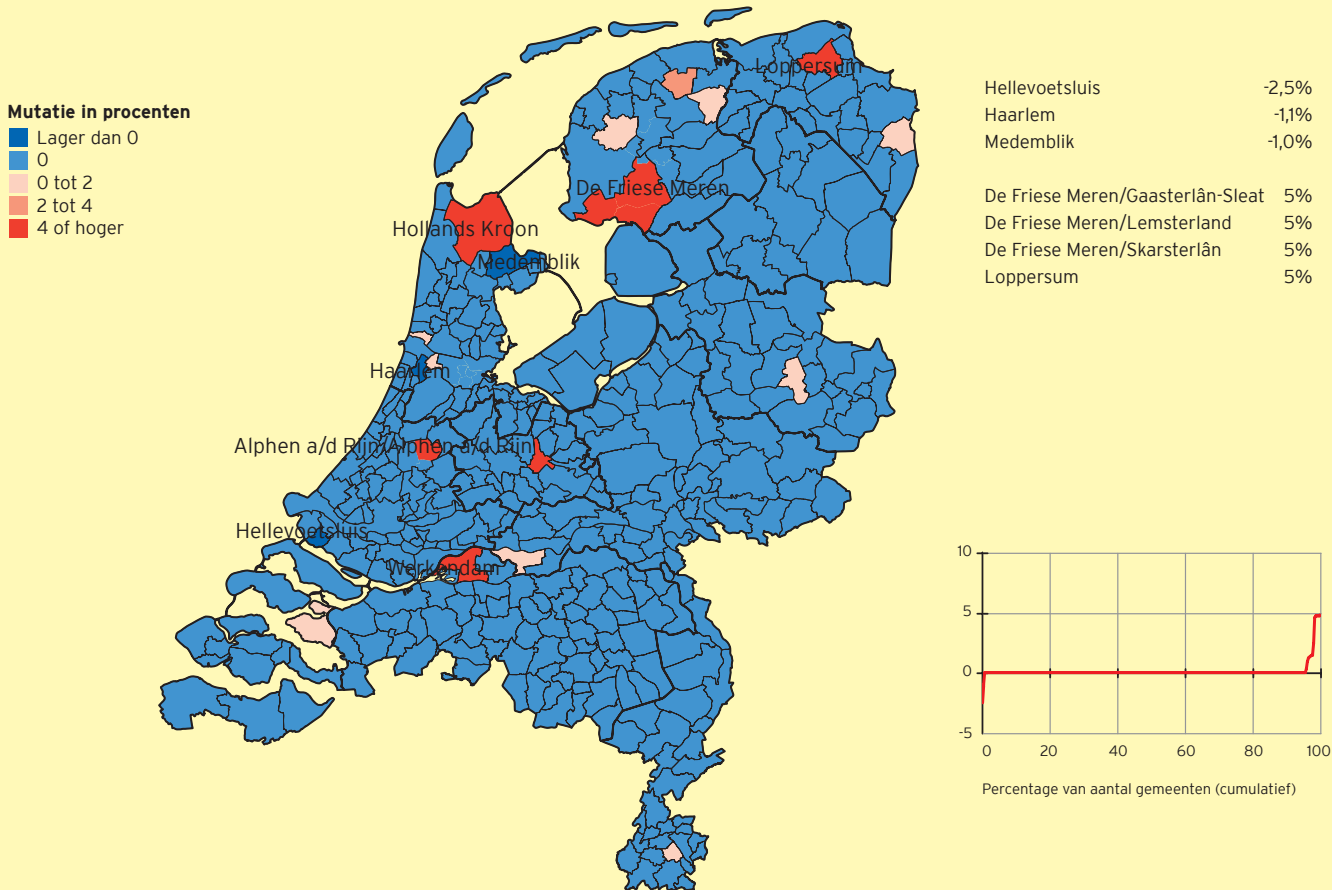 Mutatie in procenten
Lager dan 0
0
0 tot 2
2 tot 4
4 of hoger
Loppersum
De Friese Meren
Hollands Kroon
Medemblik
Haarlem
Alphen a/d Rijn/Alphen a/d Rijn
Hellevoetsluis
Werkendam
Hellevoetsluis -2,5%
Haarlem -1,1%
Medemblik -1,0%
De Friese Meren/Gaasterlân-Sleat 5%
De Friese Meren/Lemsterland 5%
De Friese Meren/Skarsterlân 5%
Loppersum 5%
10
5
0
-5
0 20 40 60 80 100
Percentage van aantal gemeenten (cumulatief)